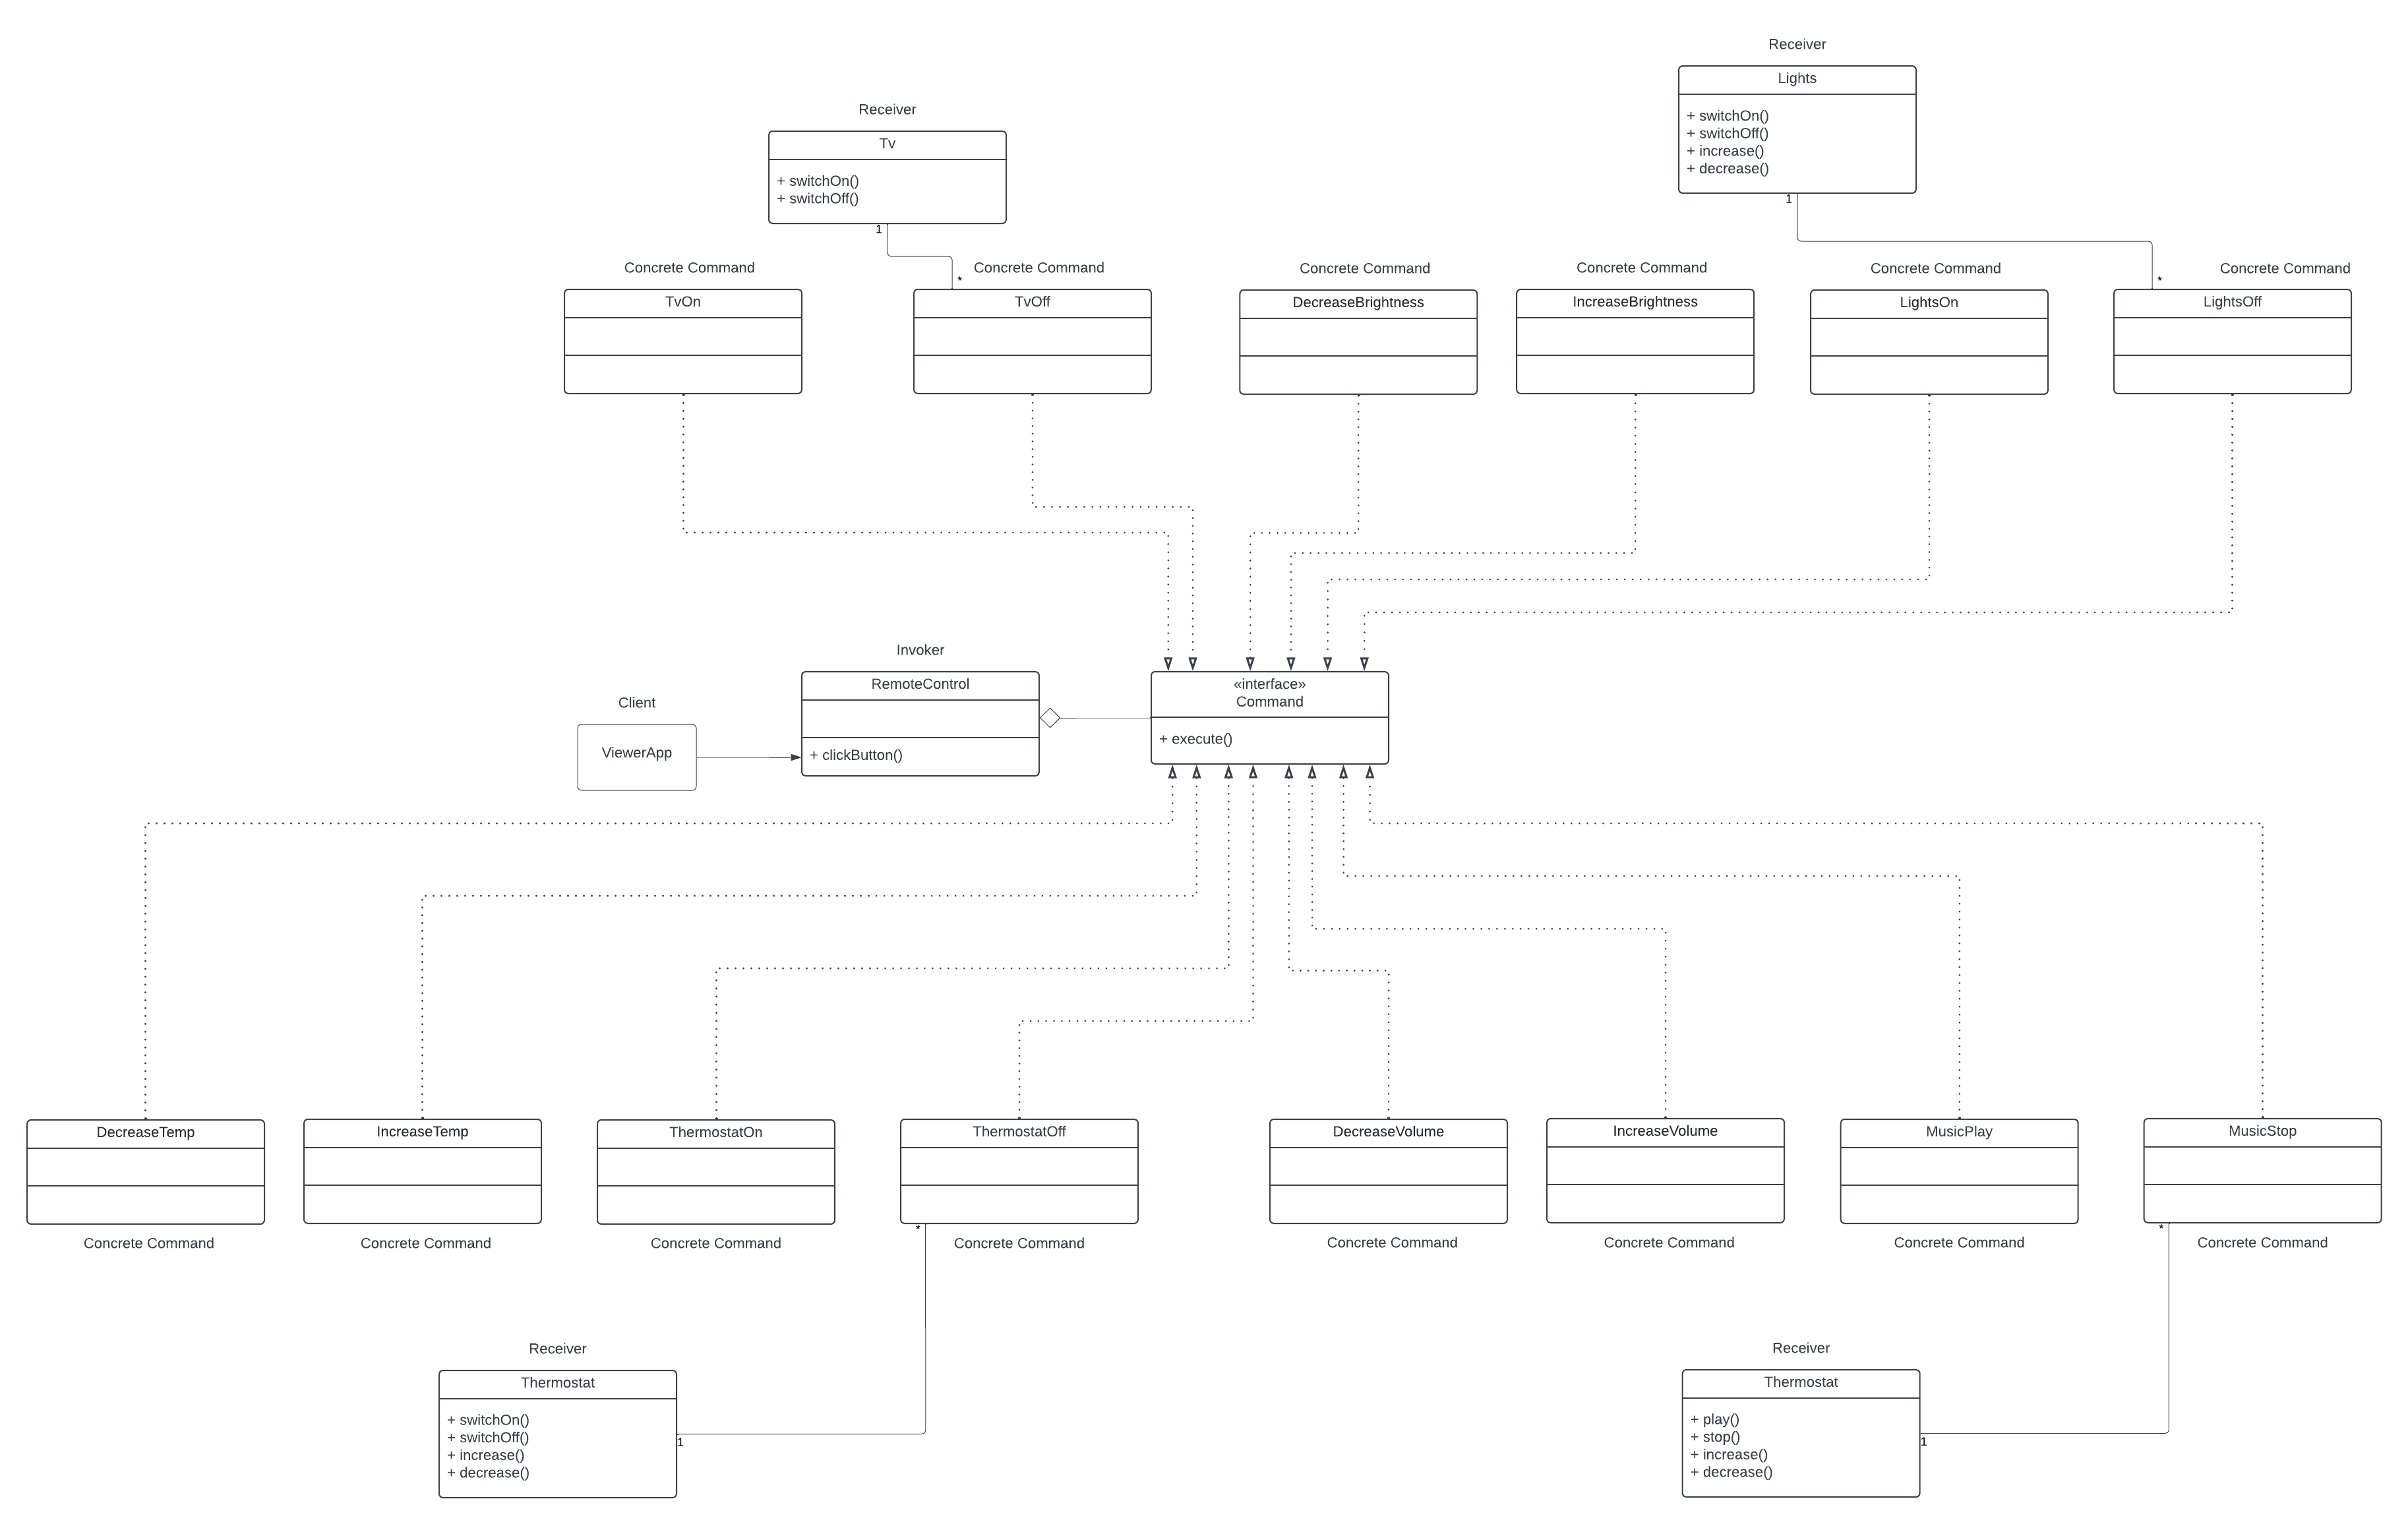 Receiver
Lights
+ switchOn()
+ switchOff()
+ increase()
+ decrease()
1
*
Receiver
Tv
+ switchOn()
+ switchOff()
1
*
Concrete Command
TvOn
Concrete Command
TvOff
Concrete Command
DecreaseBrightness
Concrete Command
IncreaseBrightness
Concrete Command
LightsOn
Concrete Command
LightsOff
Client
ViewerApp
Invoker
RemoteControl
+ clickButton()
«interface»
Command
+ execute()
DecreaseTemp
Concrete Command
IncreaseTemp
Concrete Command
ThermostatOn
Concrete Command
ThermostatOff
*
Concrete Command
DecreaseVolume
Concrete Command
IncreaseVolume
Concrete Command
MusicPlay
Concrete Command
MusicStop
*
Concrete Command
Receiver
Thermostat
+ switchOn()
+ switchOff()
+ increase()
+ decrease()
1
Receiver
Thermostat
+ play()
+ stop()
+ increase()
+ decrease()
1